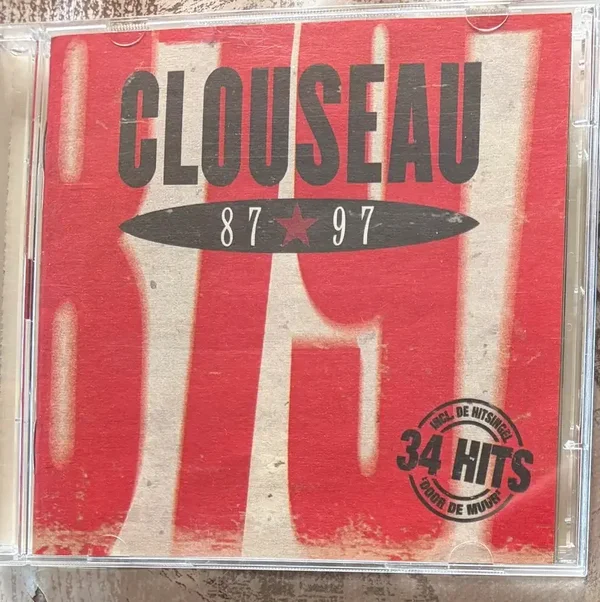 CLOUSEAU
87 ★ 97
INCL. DE HITSINGEL
34 HITS
'DOOR DE MUUR'